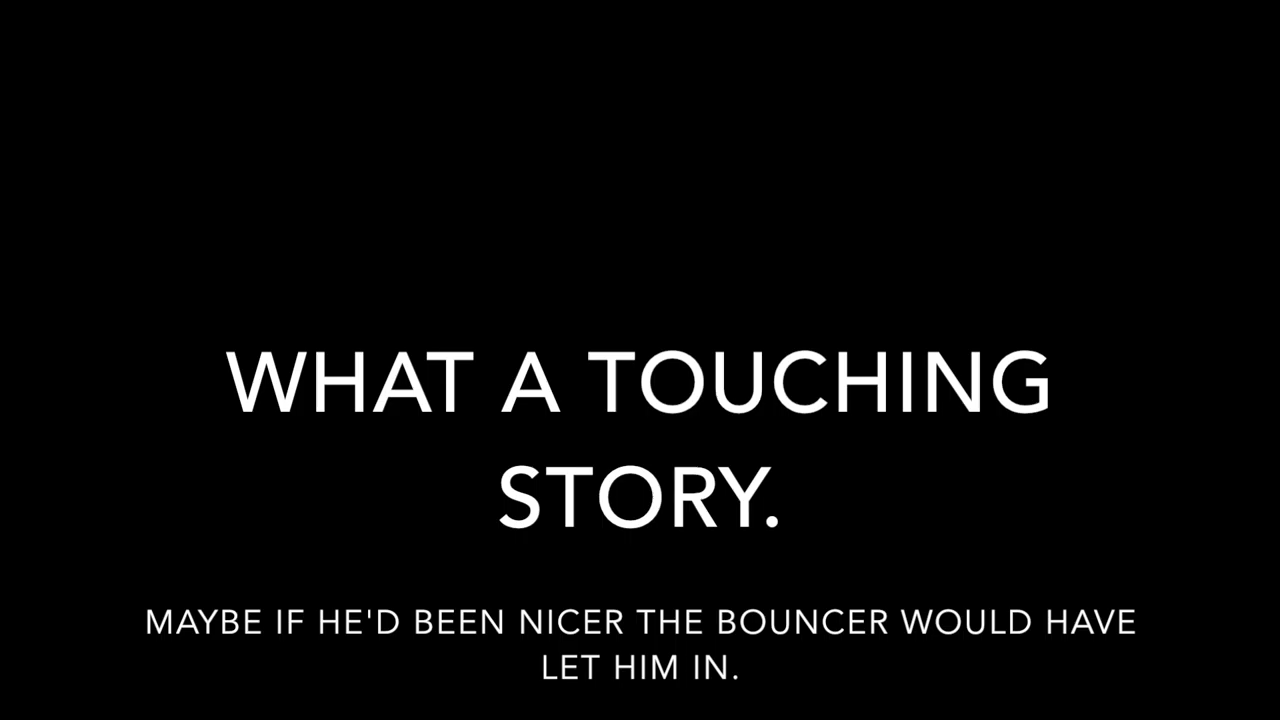 WHAT A TOUCHING
STORY.
MAYBE IF HE'D BEEN NICER THE BOUNCER WOULD HAVE
LET HIM IN.